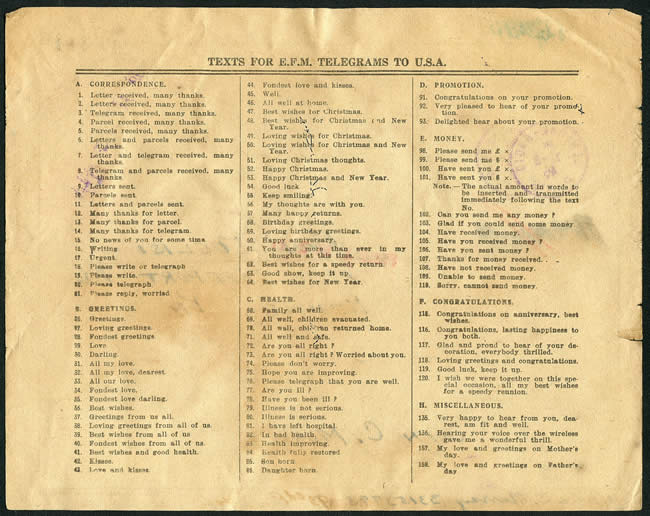 TEXTS FOR E.F.M. TELEGRAMS TO U.S.A.
A. CORRESPONDENCE.
1. Letter received, many thanks.
2. Letters received, many thanks.
3. Telegram received, many thanks.
4. Parcel received, many thanks.
5. Parcels received, many thanks.
6. Letters and parcels received, many
thanks.
7. Letter and telegram received, many
thanks.
8. Telegram and parcels received, many
thanks.
9. Letters sent.
10. Parcels sent
11. Letters and parcels sent.
12. Many thanks for letter.
13. Many thanks for parcel.
14. Many thanks for telegram.
15. No news of you for some time.
16. Writing
17. Urgent.
18. Please write or telegraph
19. Please write.
20. Please telegraph
21. Please reply, worried
B. GREETINGS.
26. Greetings.
27. Loving greetings.
28. Fondest greetings.
29. Love
30. Darling.
31. All my love.
32. All my love, dearest
33. All our love.
34. Fondest love.
35. Fondest love darling.
36. Best wishes.
37. Greetings from us all.
38. Loving greetings from all of us.
39. Best wishes from all of us
40. Fondest wishes from all of us.
41. Best wishes and good health.
42. Kisses.
43. Love and kisses.
44. Fondest love and kisses.
45. Well.
46. All well at home.
47. Best wishes for Christmas.
48. Best wishes for Christmas and New
Year.
49. Loving wishes for Christmas.
50. Loving wishes for Christmas and New
Year.
51. Loving Christmas thoughts.
52. Happy Christmas.
53. Happy Christmas and New Year.
54. Good luck
55. Keep smiling
56. My thoughts are with you.
57. Many happy returns.
58. Birthday greetings.
59. Loving birthday greetings.
60. Happy anniversary.
61. You are more than ever in my
thoughts at this time.
62. Best wishes for a speedy return.
63. Good show, keep it up.
64. Best wishes for New Year.
C. HEALTH.
68. Family all well.
69. All well, children evacuated.
70. All well, children returned home.
71. All well and safe.
72. Are you all right?
73. Are you all right? Worried about you.
74. Please don't worry.
75. Hope you are improving.
76. Please telegraph that you are well.
77. Are you ill?
78. Have you been ill?
79. Illness is not serious.
80. Illness is serious.
81. I have left hospital.
82. In bad health.
83. Health improving.
84. Health fully restored
85. Son born
86. Daughter born.
D. PROMOTION.
91. Congratulations on your promotion.
92. Very pleased to hear of your promo-
tion.
93. Delighted hear about your promotion.
E. MONEY.
98. Please send me £ ×
99. Please send me $ ×
100. Have sent you £ ×
101. Have sent you $ ×
Note.—The actual amount in words to
be inserted and transmitted
immediately following the text
No.
102. Can you send me any money?
103. Glad if you could send some money
104. Have received money.
105. Have you received money?
106. Have you sent money?
107. Thanks for money received.
108. Have not received money.
109. Unable to send money.
110. Sorry, cannot send money.
F. CONGRATULATIONS.
115. Congratulations on anniversary, best
wishes.
116. Congratulations, lasting happiness to
you both.
117. Glad and proud to hear of your de-
coration, everybody thrilled.
118. Loving greetings and congratulations.
119. Good luck, keep it up.
120. I wish we were together on this spe-
cial occasion, all my best wishes
for a speedy reunion.
H. MISCELLANEOUS.
135. Very happy to hear from you, dea-
rest, am fit and well.
136. Hearing your voice over the wireless
gave me a wonderful thrill.
157. My love and greetings on Mother's
day.
158. My love and greetings on Father's
day